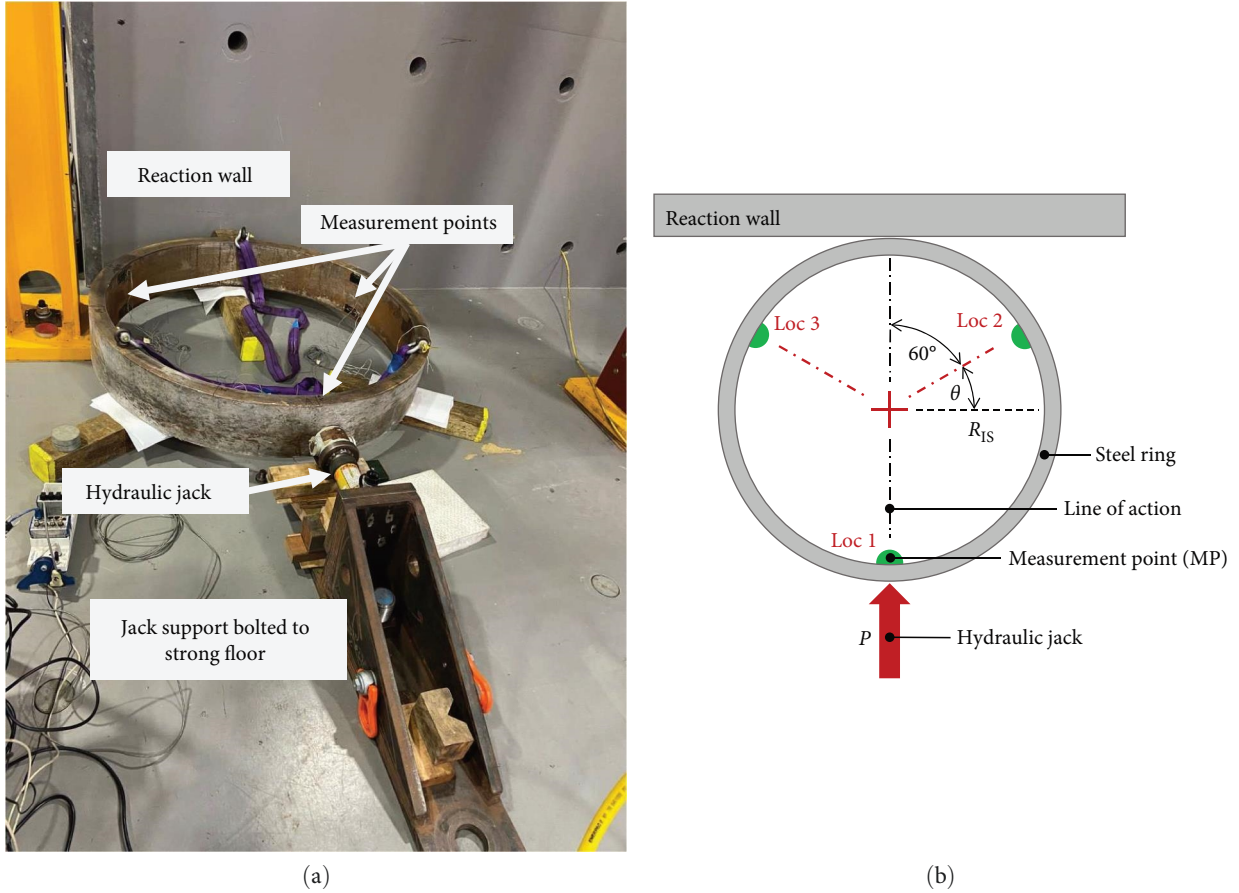 Reaction wall
Measurement points
Hydraulic jack
Jack support bolted to
strong floor
(a)
Reaction wall
Loc 3
Loc 2
60°
θ
R_IS
Steel ring
Line of action
Loc 1
Measurement point (MP)
P
Hydraulic jack
(b)